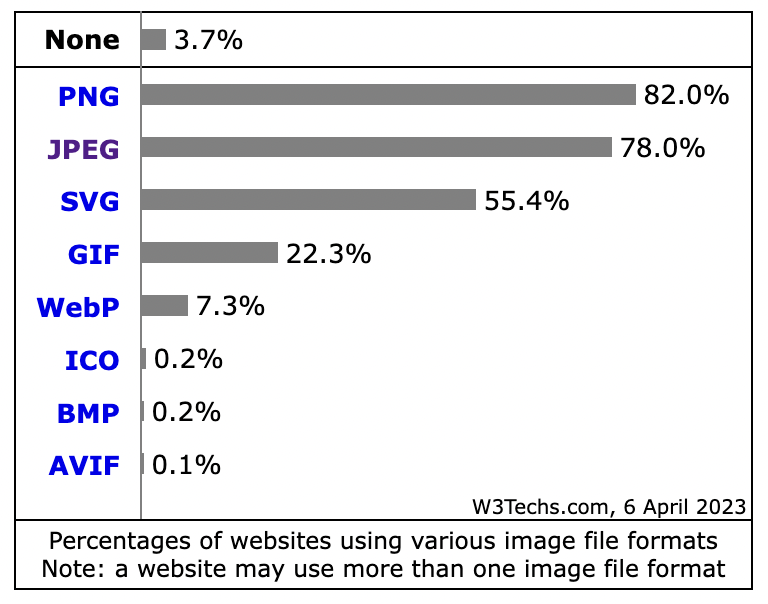 None 3.7%
PNG 82.0%
JPEG 78.0%
SVG 55.4%
GIF 22.3%
WebP 7.3%
ICO 0.2%
BMP 0.2%
AVIF 0.1%
W3Techs.com, 6 April 2023
Percentages of websites using various image file formats
Note: a website may use more than one image file format